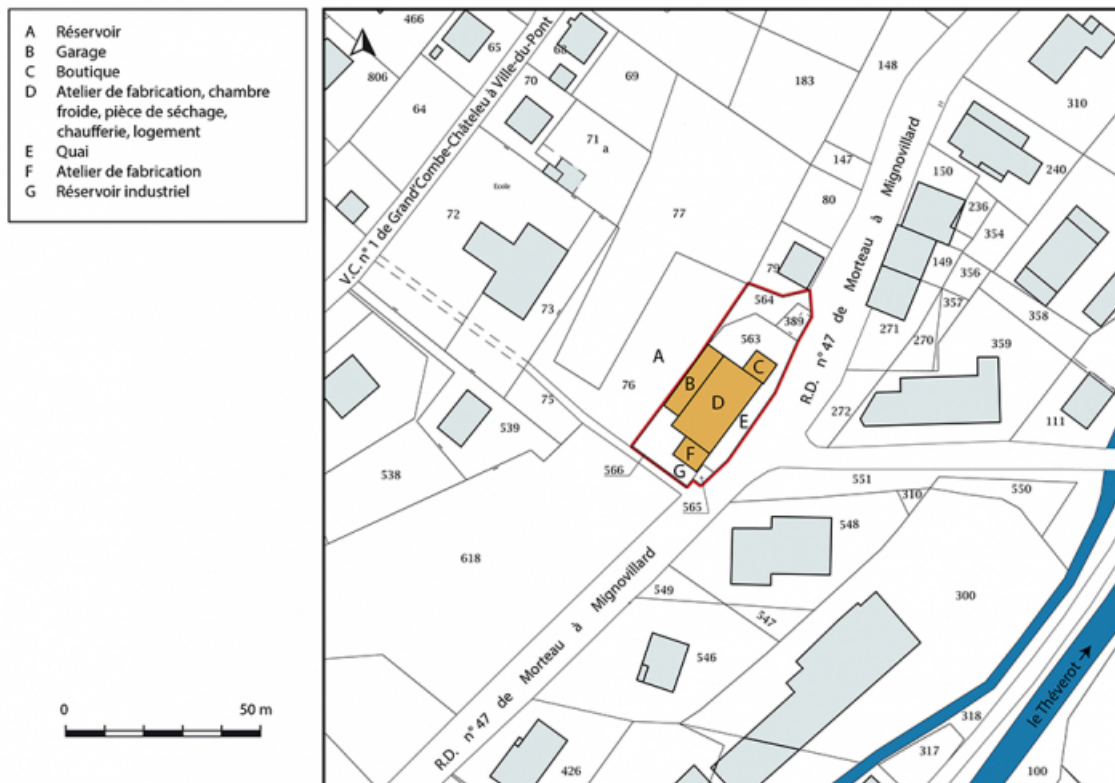 A Réservoir
B Garage
C Boutique
D Atelier de fabrication, chambre
froide, pièce de séchage,
chaufferie, logement
E Quai
F Atelier de fabrication
G Réservoir industriel
0 50 m
466
65
68
806
70
69
183
148
310
64
71
a
V.C. n° 1 de Grand'Combe-Châteleu à Ville-du-Pont
147
150
240
Ecole
72
77
80
236
354
79
149
356
73
564
389
357
358
563
271
270
359
A
B
C
D
E
F
G
76
75
R.D. n° 47 de Morteau à Mignovillard
272
111
539
538
566
565
551
310
550
548
618
549
547
300
546
R.D. n° 47 de Morteau à Mignovillard
le Théverot
318
317
426
100